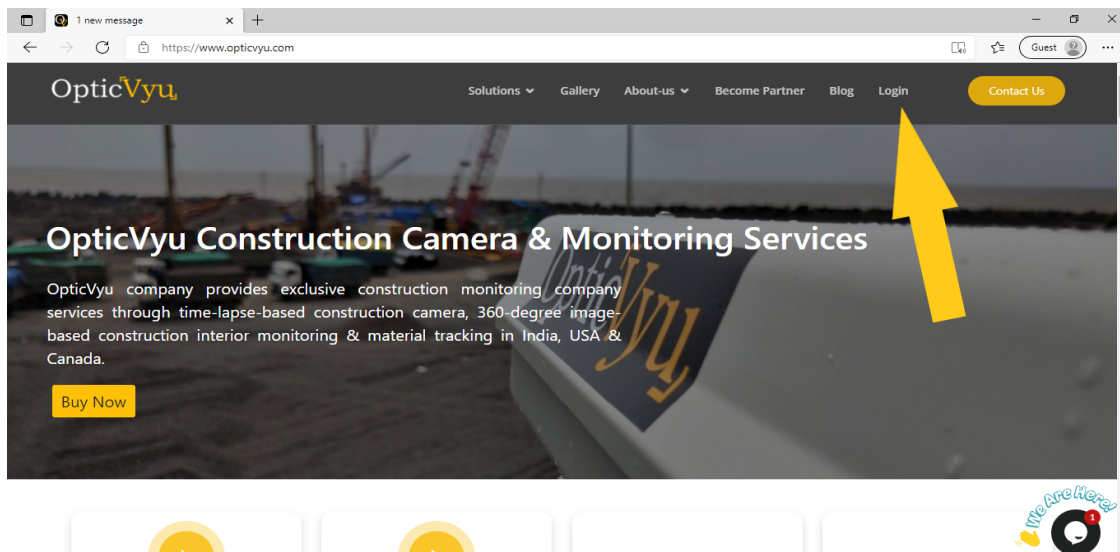 1 new message
https://www.opticvyu.com
Guest
OpticVyu
Solutions
Gallery
About-us
Become Partner
Blog
Login
Contact Us
OpticVyu Construction Camera & Monitoring Services
OpticVyu company provides exclusive construction monitoring company
services through time-lapse-based construction camera, 360-degree image-
based construction interior monitoring & material tracking in India, USA &
Canada.
OpticVyu
Buy Now
We Are Here!
1